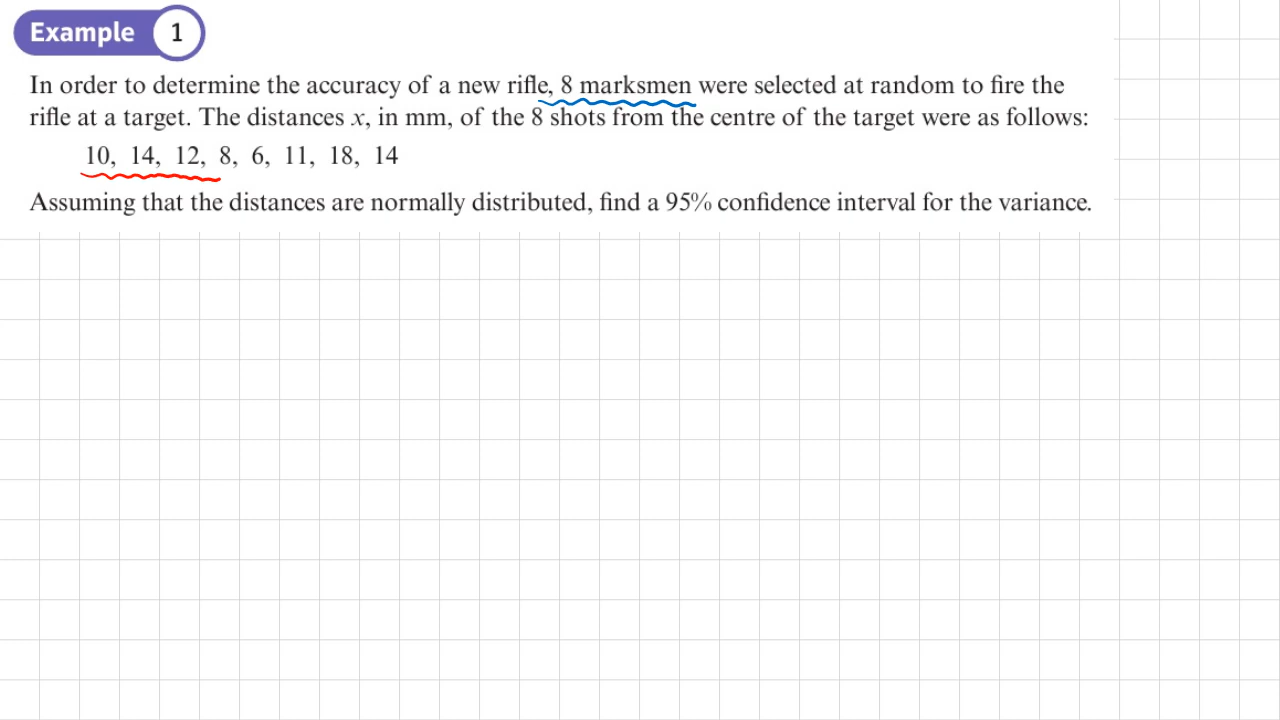 Example 1
In order to determine the accuracy of a new rifle, 8 marksmen were selected at random to fire the
rifle at a target. The distances x, in mm, of the 8 shots from the centre of the target were as follows:
10, 14, 12, 8, 6, 11, 18, 14
Assuming that the distances are normally distributed, find a 95% confidence interval for the variance.